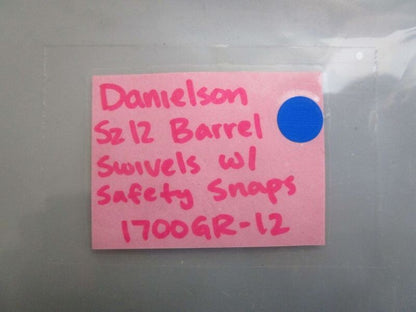 Danielson
Sz 12 Barrel
Swivels w/
Safety Snaps
1700GR-12